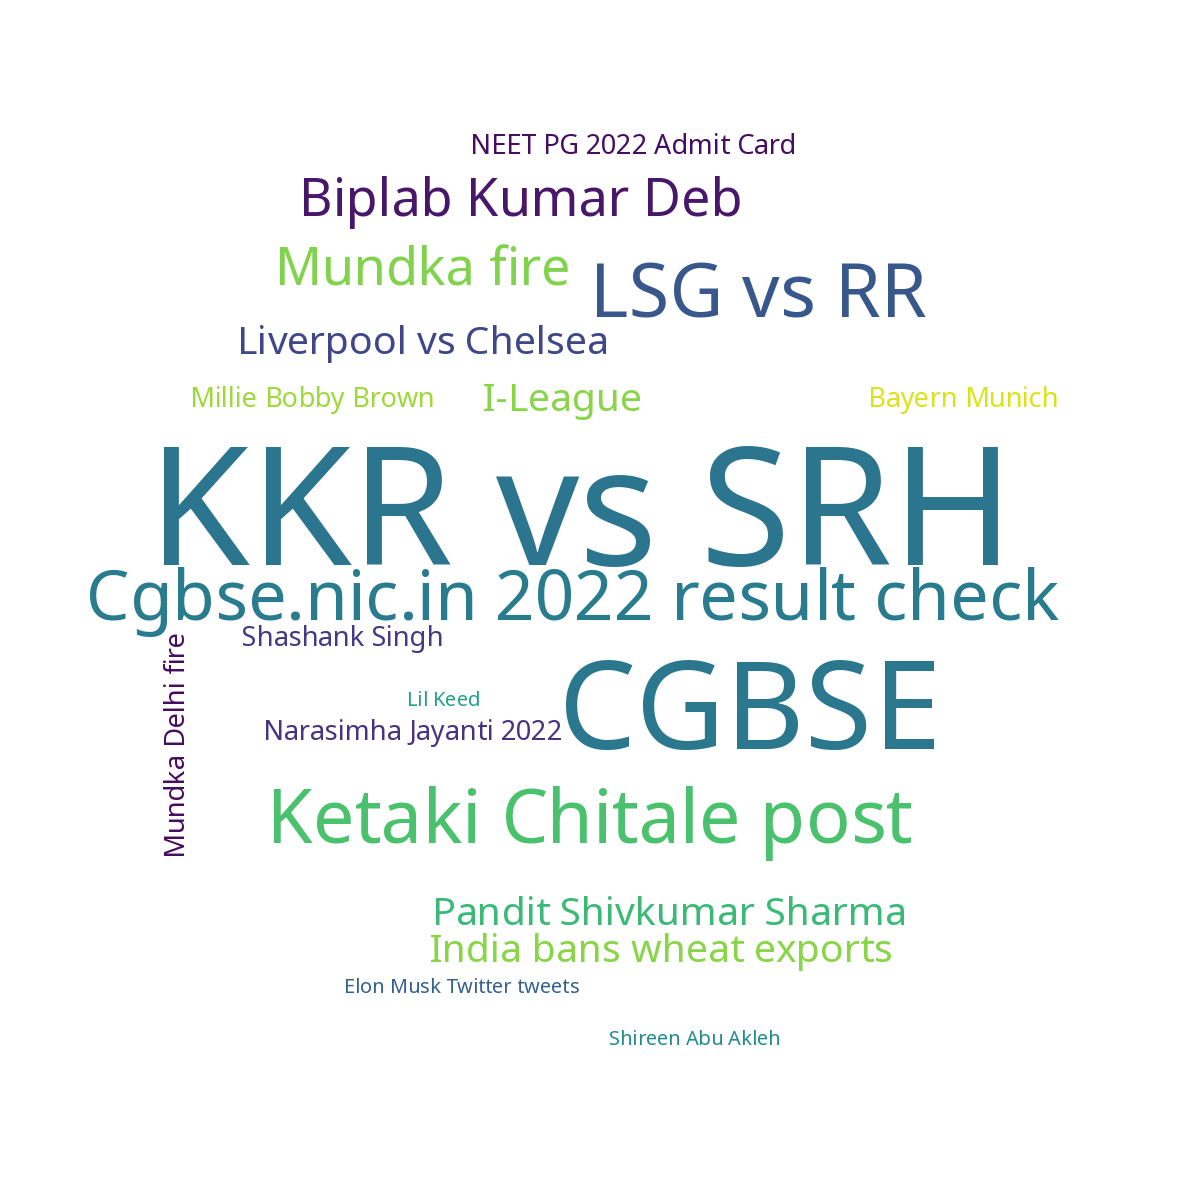 NEET PG 2022 Admit Card
Biplab Kumar Deb
Mundka fire
LSG vs RR
Liverpool vs Chelsea
Millie Bobby Brown
I-League
Bayern Munich
KKR vs SRH
Cgbse.nic.in 2022 result check
Shashank Singh
Mundka Delhi fire
Lil Keed
Narasimha Jayanti 2022
CGBSE
Ketaki Chitale post
Pandit Shivkumar Sharma
India bans wheat exports
Elon Musk Twitter tweets
Shireen Abu Akleh